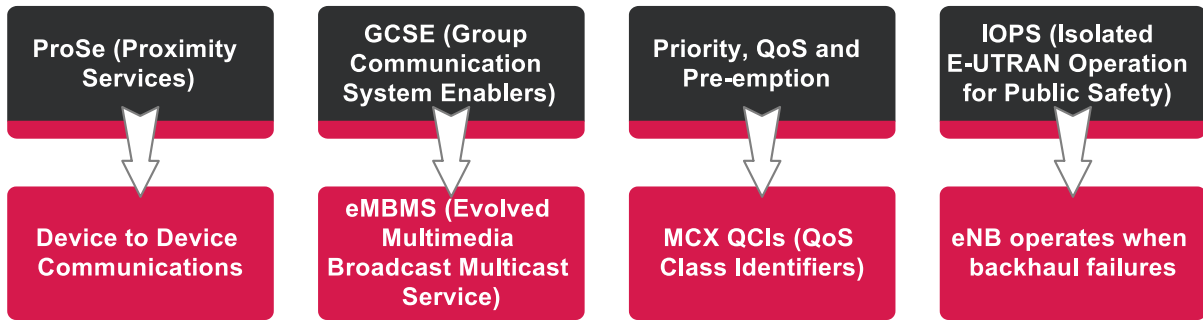 ProSe (Proximity
Services)
GCSE (Group
Communication
System Enablers)
Priority, QoS and
Pre-emption
IOPS (Isolated
E-UTRAN Operation
for Public Safety)
Device to Device
Communications
eMBMS (Evolved
Multimedia
Broadcast Multicast
Service)
MCX QCIs (QoS
Class Identifiers)
eNB operates when
backhaul failures